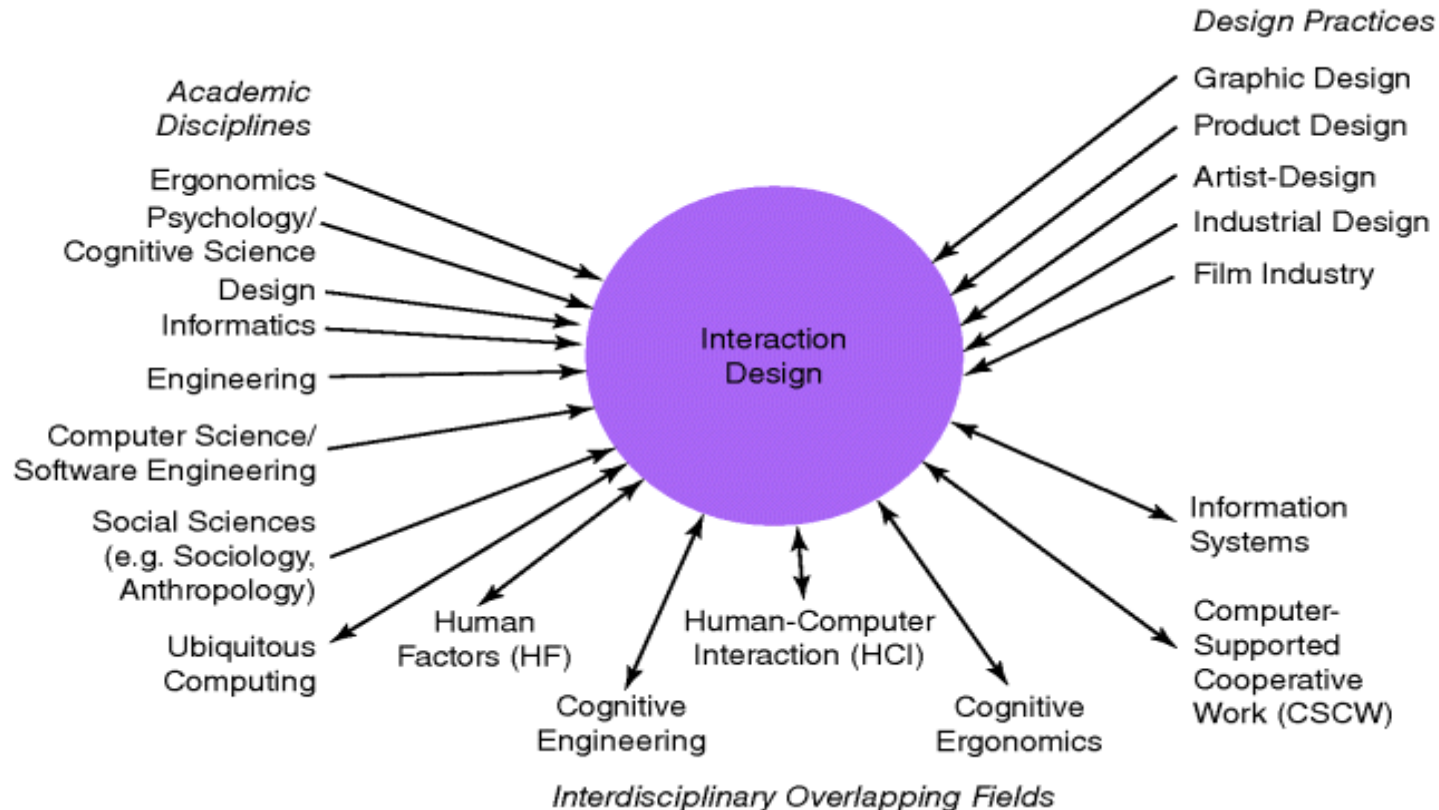 Design Practices
Graphic Design
Product Design
Artist-Design
Industrial Design
Film Industry
Academic
Disciplines
Ergonomics
Psychology/
Cognitive Science
Design
Informatics
Engineering
Computer Science/
Software Engineering
Social Sciences
(e.g. Sociology,
Anthropology)
Ubiquitous
Computing
Interaction
Design
Human
Factors (HF)
Cognitive
Engineering
Human-Computer
Interaction (HCI)
Cognitive
Ergonomics
Information
Systems
Computer-
Supported
Cooperative
Work (CSCW)
Interdisciplinary Overlapping Fields